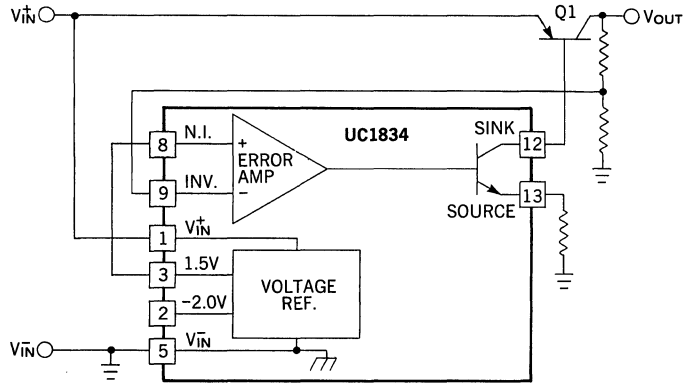 V+IN
Q1
VOUT
UC1834
SINK
12
8
N.I.
+
ERROR
AMP
9
INV.
−
13
SOURCE
1
V+IN
3
1.5V
VOLTAGE
REF.
2
−2.0V
V−IN
5
V−IN